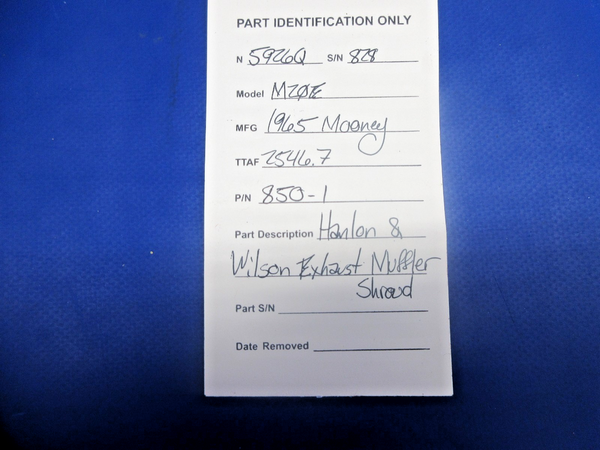 PART IDENTIFICATION ONLY
N 5926Q S/N 828
Model M20E
MFG 1965 Mooney
TTAF 2546.7
P/N 850-1
Part Description Hanlon &
Wilson Exhaust Muffler
Shroud
Part S/N
Date Removed